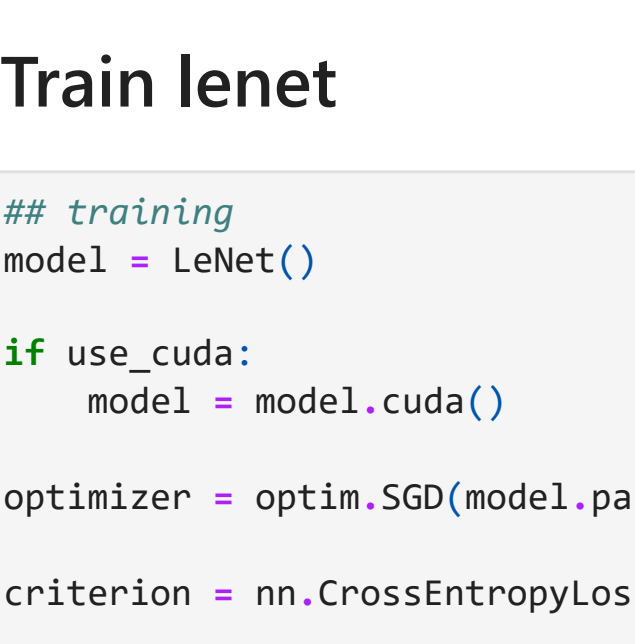 Train lenet
## training
model = LeNet()
if use_cuda:
    model = model.cuda()
optimizer = optim.SGD(model.pa
criterion = nn.CrossEntropyLos